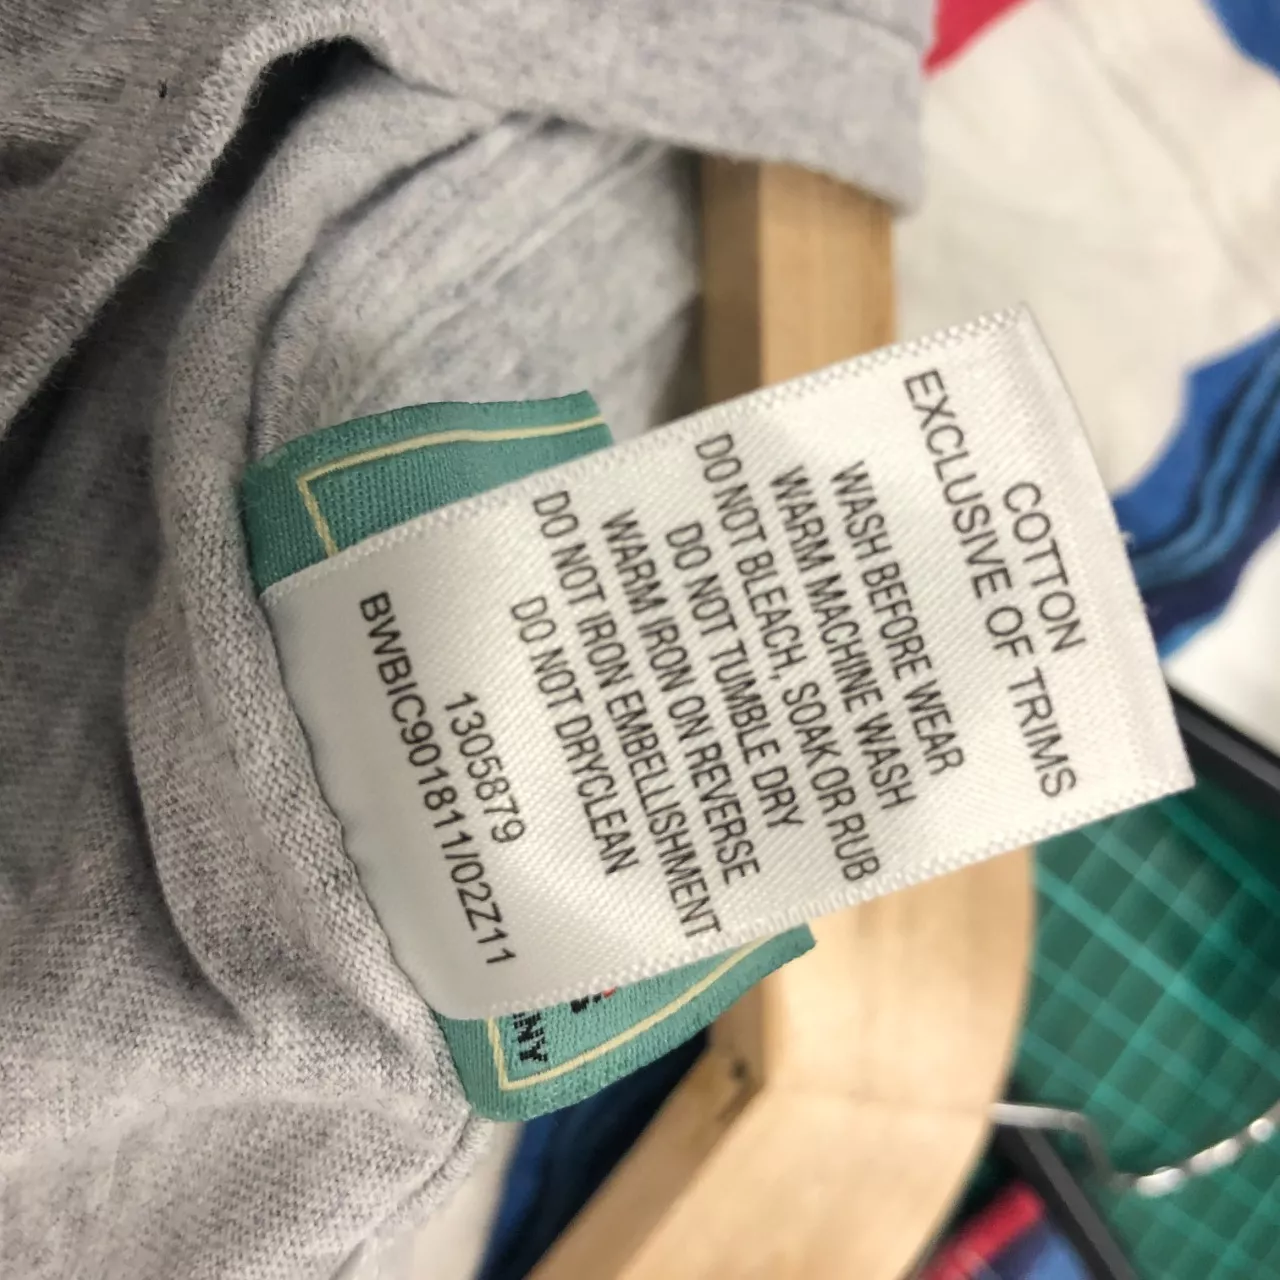 COTTON
EXCLUSIVE OF TRIMS
WASH BEFORE WEAR
WARM MACHINE WASH
DO NOT BLEACH, SOAK OR RUB
DO NOT TUMBLE DRY
WARM IRON ON REVERSE
DO NOT IRON EMBELLISHMENT
DO NOT DRYCLEAN
1305879
BWBIC901811/02Z11